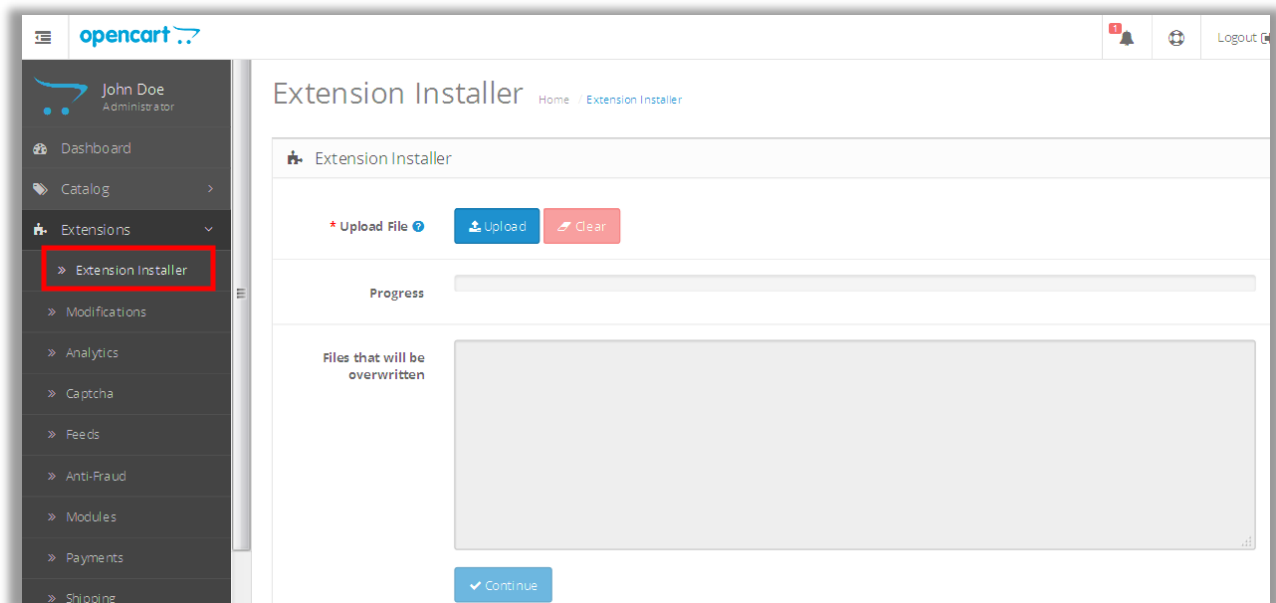 opencart
1
Logout
John Doe
Administrator
Dashboard
Catalog
Extensions
Extension Installer
Modifications
Analytics
Captcha
Feeds
Anti-Fraud
Modules
Payments
Shipping
Extension Installer
Home / Extension Installer
Extension Installer
* Upload File
Upload
Clear
Progress
Files that will be
overwritten
Continue